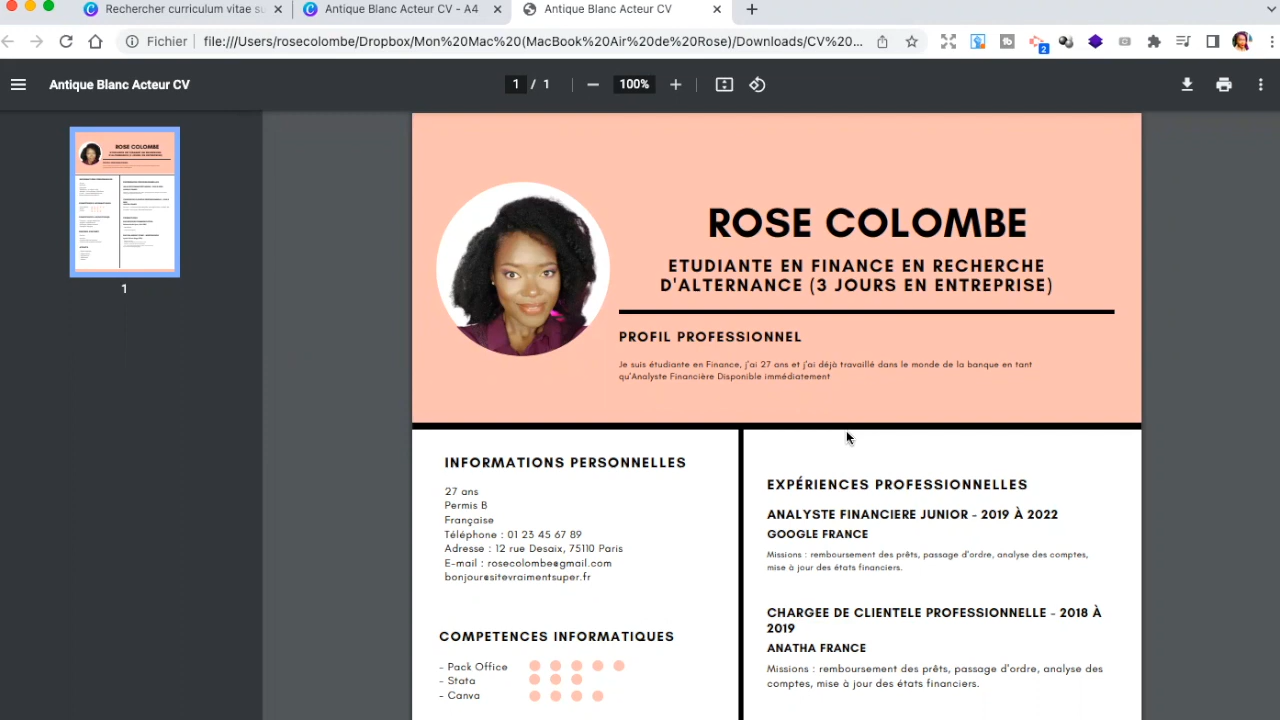 Rechercher curriculum vitae su
Antique Blanc Acteur CV - A4
Antique Blanc Acteur CV
Fichier
file:///Users/rosecolombe/Dropbox/Mon%20Mac%20(MacBook%20Air%20de%20Rose)/Downloads/CV%20...
2
Antique Blanc Acteur CV
1 / 1
100%
ROSE COLOMBE
1
ROSE COLOMBE
ETUDIANTE EN FINANCE EN RECHERCHE
D'ALTERNANCE (3 JOURS EN ENTREPRISE)
PROFIL PROFESSIONNEL
Je suis étudiante en Finance, j'ai 27 ans et j'ai déjà travaillé dans le monde de la banque en tant
qu'Analyste Financière Disponible immédiatement
INFORMATIONS PERSONNELLES
27 ans
Permis B
Française
Téléphone : 01 23 45 67 89
Adresse : 12 rue Desaix, 75110 Paris
E-mail : rosecolombe@gmail.com
bonjour@sitevraimentsuper.fr
COMPETENCES INFORMATIQUES
- Pack Office
- Stata
- Canva
EXPÉRIENCES PROFESSIONNELLES
ANALYSTE FINANCIERE JUNIOR - 2019 À 2022
GOOGLE FRANCE
Missions : remboursement des prêts, passage d'ordre, analyse des comptes,
mise à jour des états financiers.
CHARGEE DE CLIENTELE PROFESSIONNELLE - 2018 À
2019
ANATHA FRANCE
Missions : remboursement des prêts, passage d'ordre, analyse des
comptes, mise à jour des états financiers.